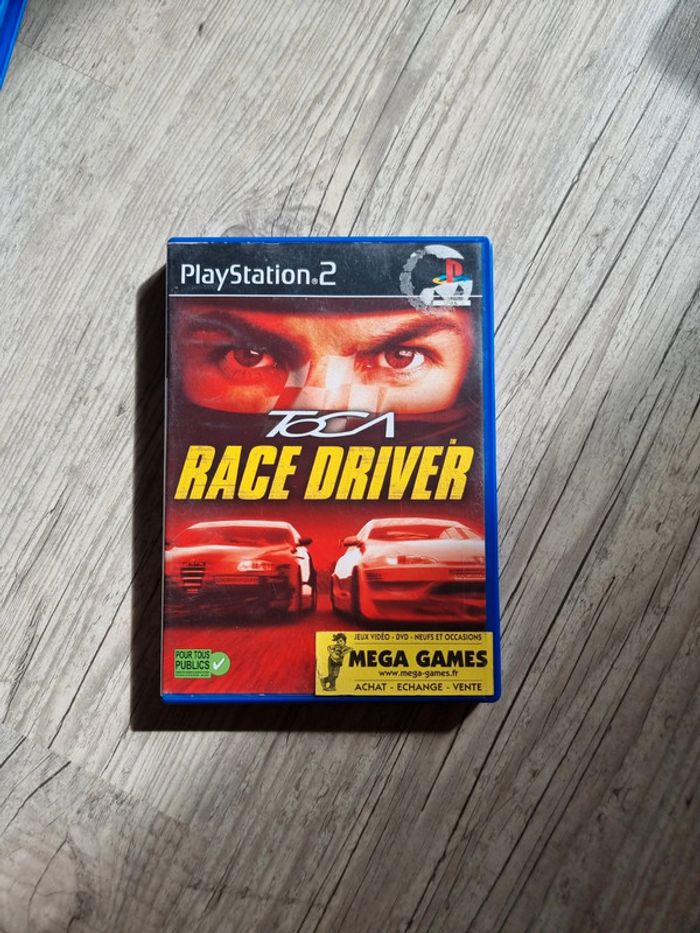 PlayStation®2
TOCA
RACE DRIVER
POUR TOUS
PUBLICS
JEUX VIDÉO - DVD - NEUFS ET OCCASIONS
MEGA GAMES
www.mega-games.fr
ACHAT - ECHANGE - VENTE